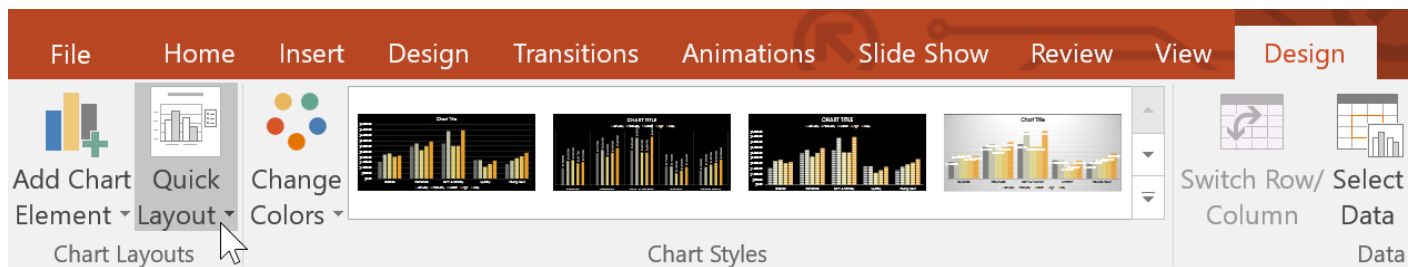 File Home Insert Design Transitions Animations Slide Show Review View Design
Chart Title CHART TITLE CHART TITLE Chart Title
Add Chart Quick Change Switch Row/ Select
Element Layout Colors Column Data
Chart Layouts Chart Styles Data